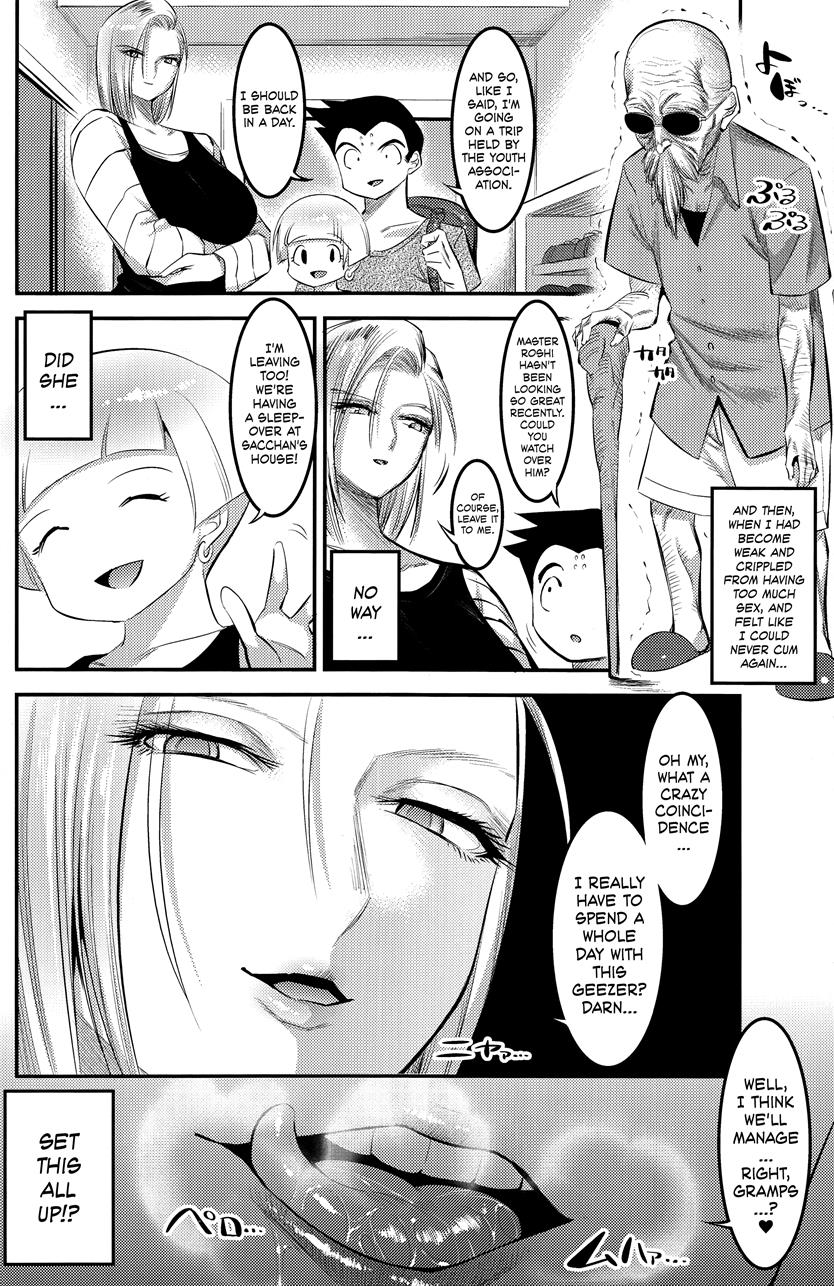 よぼっ…
ぷる
ぷる
カタ
カタ
AND SO,
LIKE I
SAID, I'M
GOING
ON A TRIP
HELD BY
THE YOUTH
ASSOCI-
ATION.
I SHOULD
BE BACK
IN A DAY.
AND THEN,
WHEN I HAD
BECOME
WEAK AND
CRIPPLED
FROM HAVING
TOO MUCH
SEX, AND
FELT LIKE
I COULD
NEVER CUM
AGAIN...
MASTER
ROSHI
HASN'T
BEEN
LOOKING
SO GREAT
RECENTLY.
COULD
YOU
WATCH
OVER
HIM?
OF
COURSE,
LEAVE IT
TO ME.
NO
WAY
...
I'M
LEAVING
TOO!
WE'RE
HAVING
A SLEEP-
OVER AT
SACCHAN'S
HOUSE!
DID
SHE
...
OH MY,
WHAT A
CRAZY
COINCI-
DENCE
...
I REALLY
HAVE TO
SPEND A
WHOLE
DAY WITH
THIS
GEEZER?
DARN...
ニヤァ…
WELL,
I THINK
WE'LL
MANAGE
...
RIGHT,
GRAMPS
...?
♥
ムハァ…
ペロ…
SET
THIS
ALL
UP!?